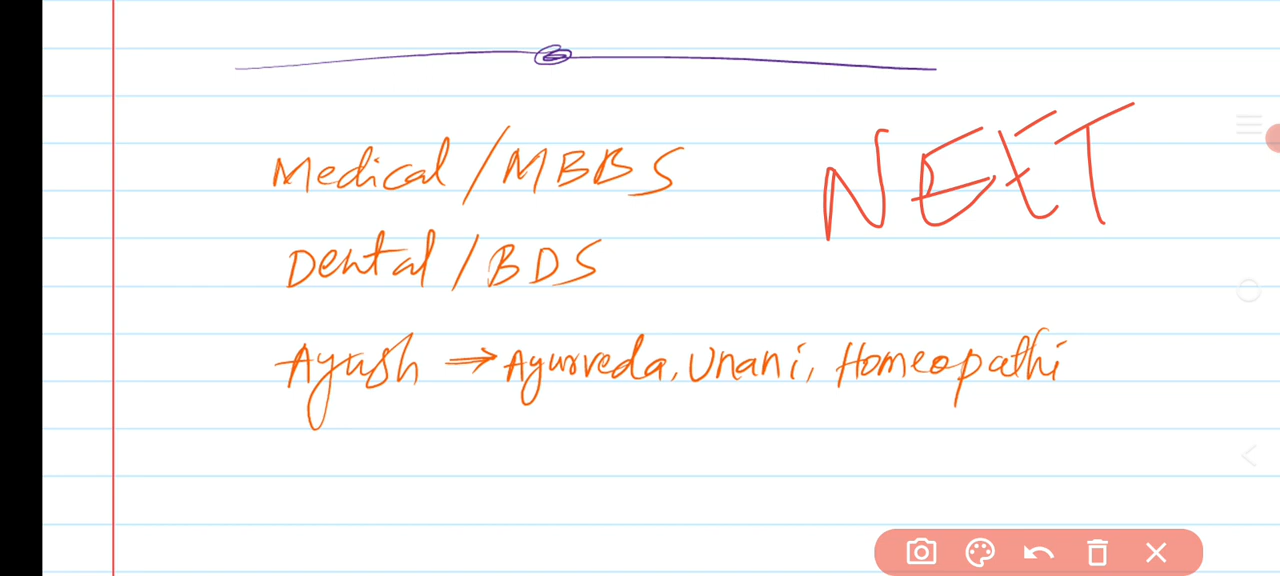 Medical / MBBS
NEET
Dental / BDS
Ayush → Ayurveda, Unani, Homeopathi